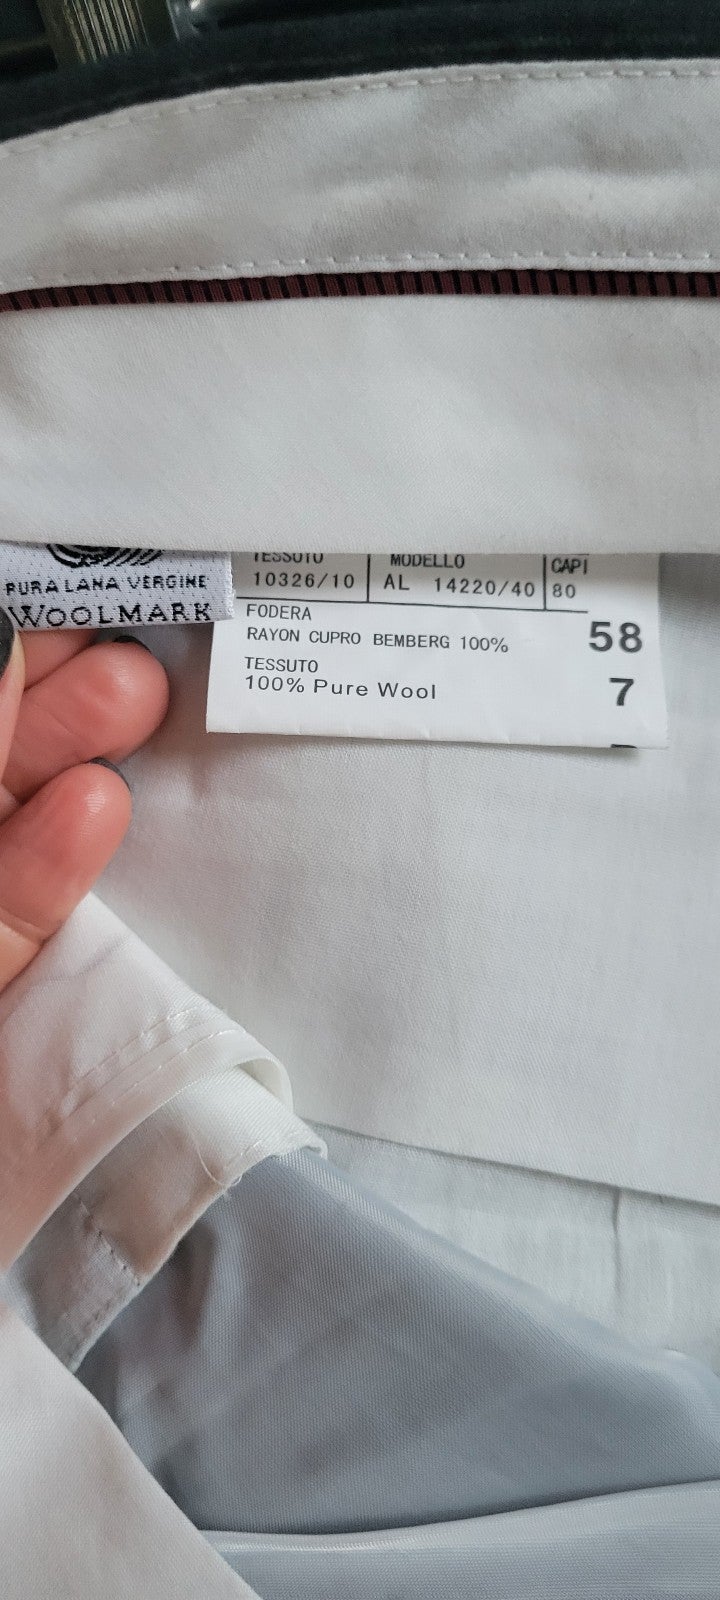 PURA LANA VERGINE
WOOLMARK
TESSUTO MODELLO CAPI
10326/10 AL 14220/40 80
FODERA
RAYON CUPRO BEMBERG 100% 58
TESSUTO
100% Pure Wool 7